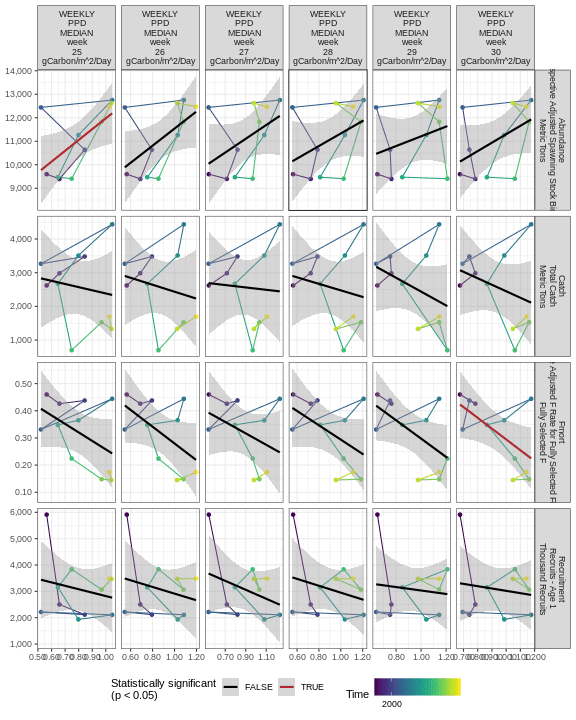 WEEKLY
PPD
MEDIAN
week
25
gCarbon/m^2/Day
WEEKLY
PPD
MEDIAN
week
26
gCarbon/m^2/Day
WEEKLY
PPD
MEDIAN
week
27
gCarbon/m^2/Day
WEEKLY
PPD
MEDIAN
week
28
gCarbon/m^2/Day
WEEKLY
PPD
MEDIAN
week
29
gCarbon/m^2/Day
WEEKLY
PPD
MEDIAN
week
30
gCarbon/m^2/Day
14,000
13,000
12,000
11,000
10,000
9,000
Abundance
spective Adjusted Spawning Stock Bio
Metric Tons
4,000
3,000
2,000
1,000
Catch
Total Catch
Metric Tons
0.50
0.40
0.30
0.20
0.10
Fmort
Adjusted F Rate for Fully Selected F
Fully Selected F
6,000
5,000
4,000
3,000
2,000
1,000
Recruitment
Recruits - Age 1
Thousand Recruits
0.50 0.60 0.70 0.80 0.90 1.00
0.60 0.80 1.00 1.20
0.70 0.90 1.10
0.60 0.80 1.00 1.20
0.80 1.00 1.20
0.70 0.80 0.90 1.00 1.10 1.200
Statistically significant
(p < 0.05)
FALSE
TRUE
Time
2000